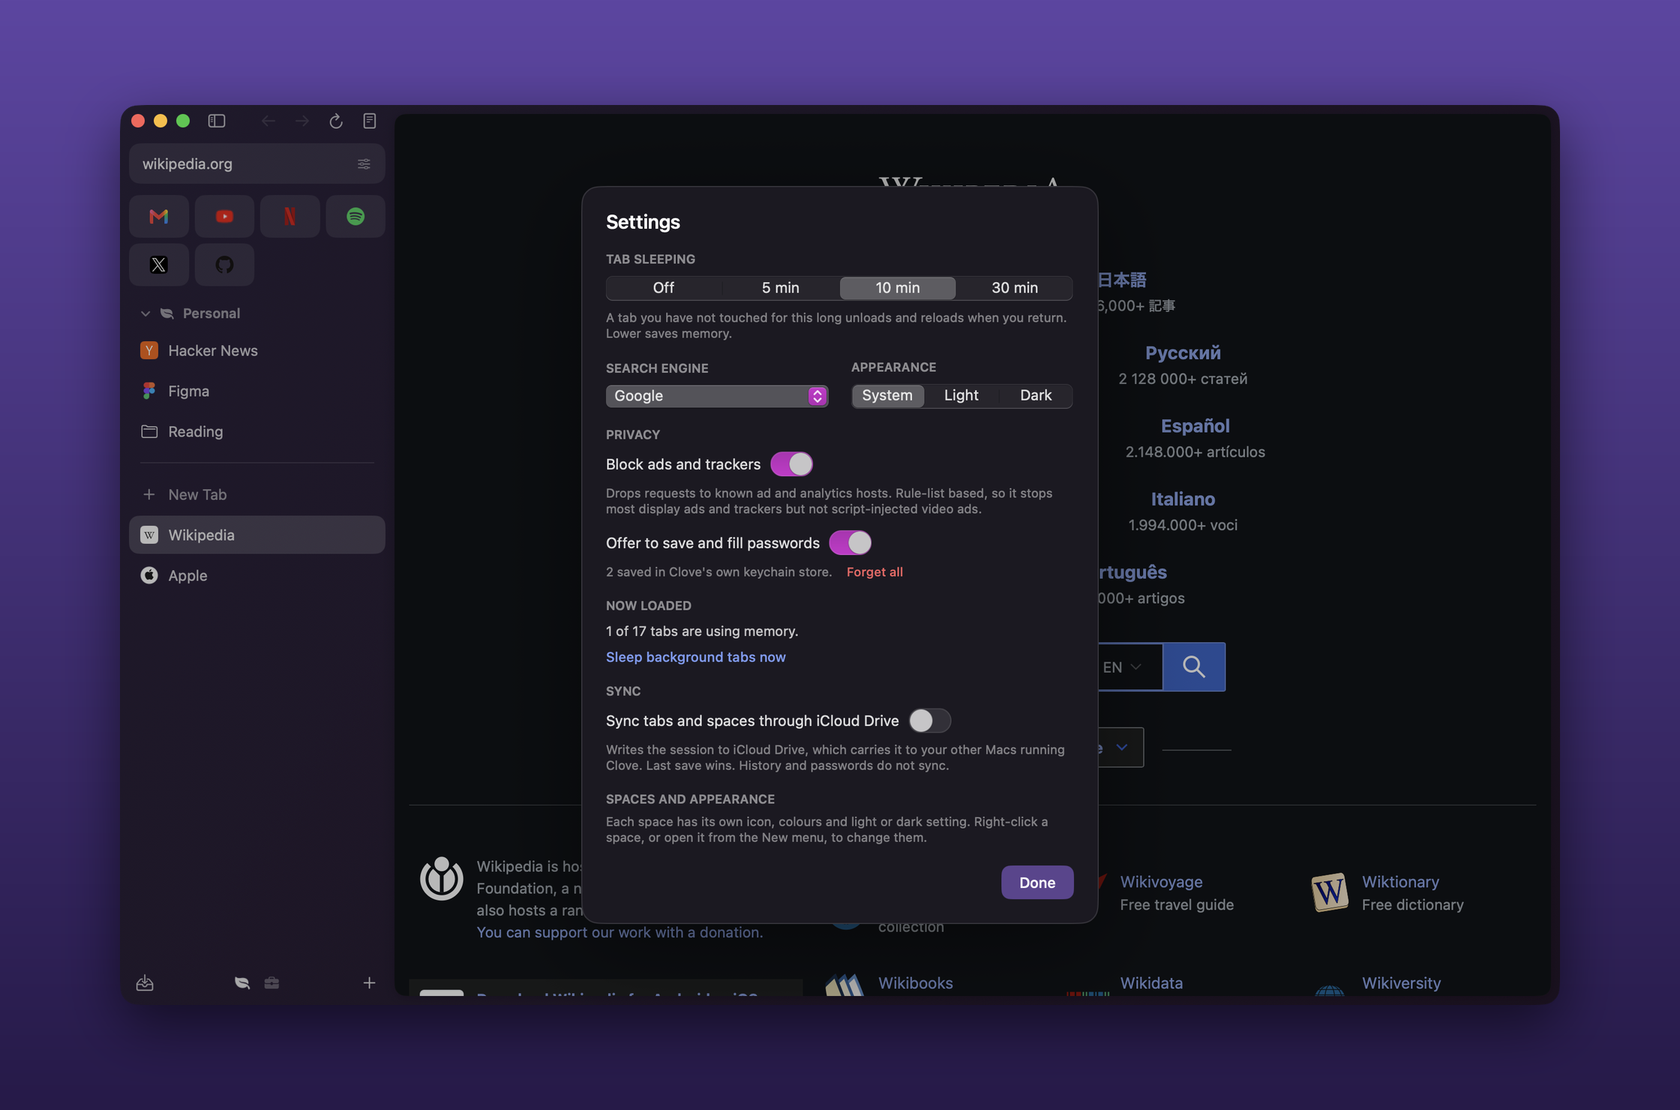 wikipedia.org
Personal
Hacker News
Figma
Reading
New Tab
Wikipedia
Apple
Settings
TAB SLEEPING
Off 5 min 10 min 30 min
A tab you have not touched for this long unloads and reloads when you return.
Lower saves memory.
SEARCH ENGINE
Google
APPEARANCE
System Light Dark
PRIVACY
Block ads and trackers
Drops requests to known ad and analytics hosts. Rule-list based, so it stops
most display ads and trackers but not script-injected video ads.
Offer to save and fill passwords
2 saved in Clove's own keychain store. Forget all
NOW LOADED
1 of 17 tabs are using memory.
Sleep background tabs now
SYNC
Sync tabs and spaces through iCloud Drive
Writes the session to iCloud Drive, which carries it to your other Macs running
Clove. Last save wins. History and passwords do not sync.
SPACES AND APPEARANCE
Each space has its own icon, colours and light or dark setting. Right-click a
space, or open it from the New menu, to change them.
Done
日本語
6,000+ 記事
Русский
2 128 000+ статей
Español
2.148.000+ artículos
Italiano
1.994.000+ voci
rtuguês
000+ artigos
EN
Wikipedia is hos
Foundation, a n
also hosts a ran
You can support our work with a donation.
collection
Wikivoyage
Free travel guide
W
Wiktionary
Free dictionary
Wikibooks
Wikidata
Wikiversity